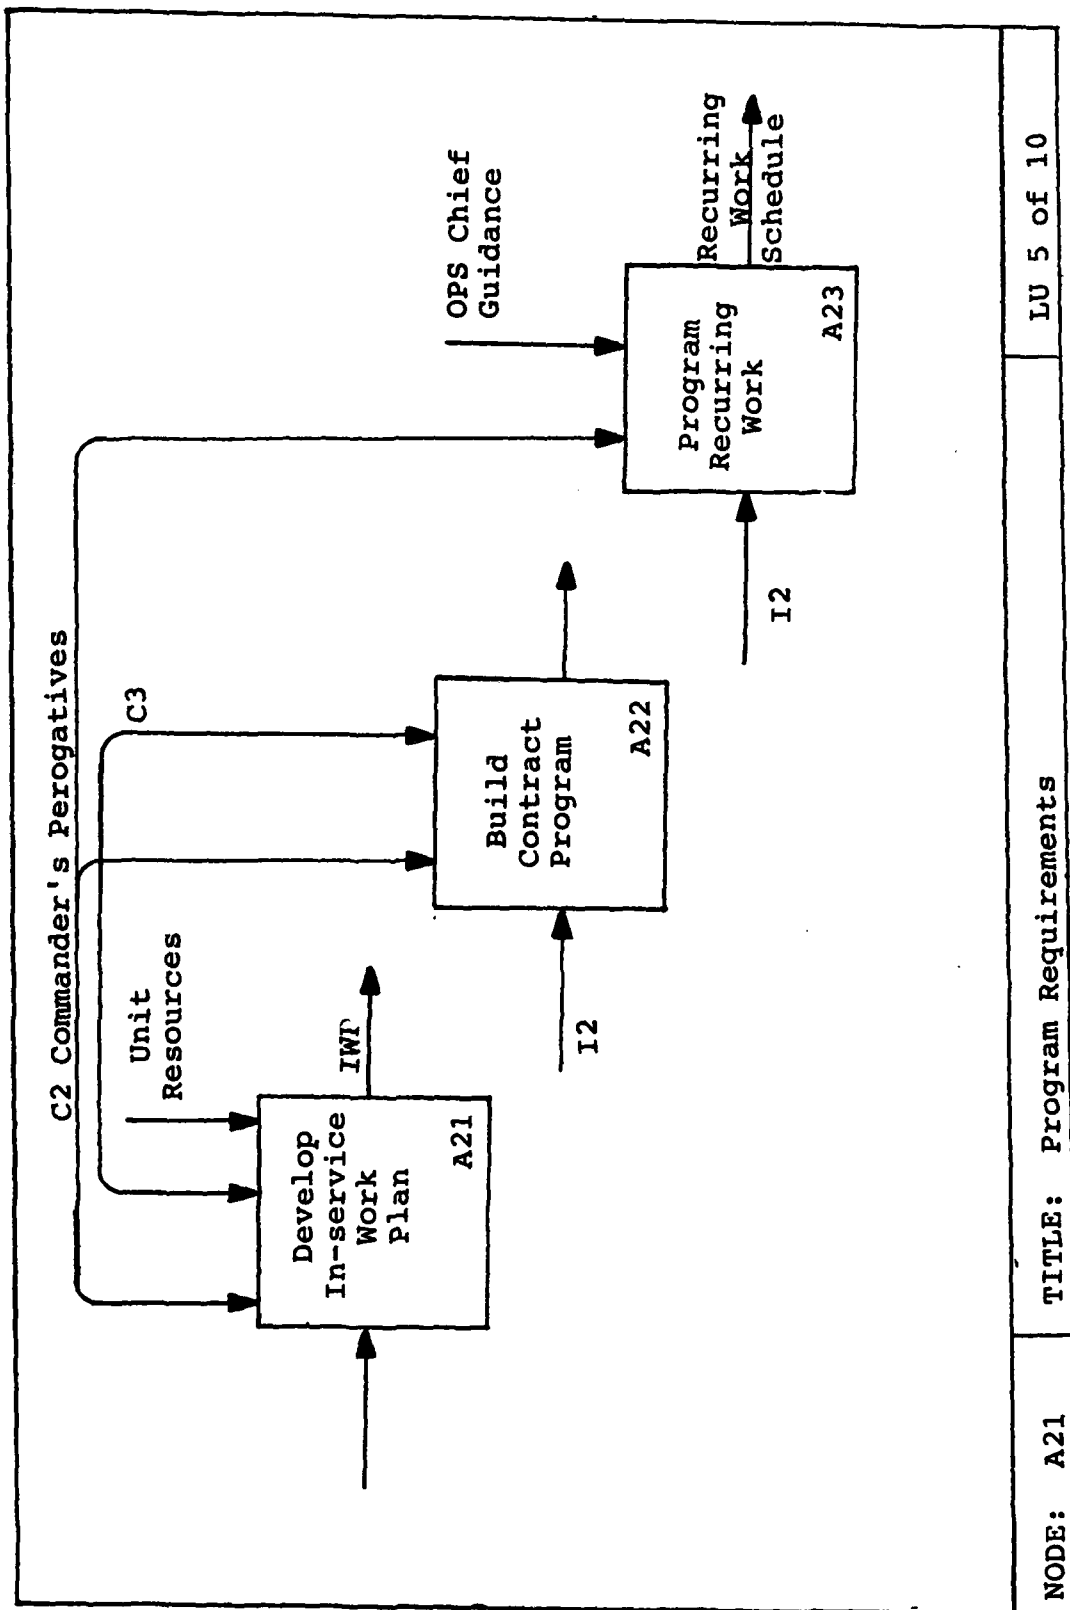 C2 Commander's Perogatives
C3
Unit
Resources
OPS Chief
Guidance
Develop
In-service
Work
Plan
A21
IWP
I2
Build
Contract
Program
A22
I2
Program
Recurring
Work
A23
Recurring
Work
Schedule
NODE: A21
TITLE: Program Requirements
LU 5 of 10